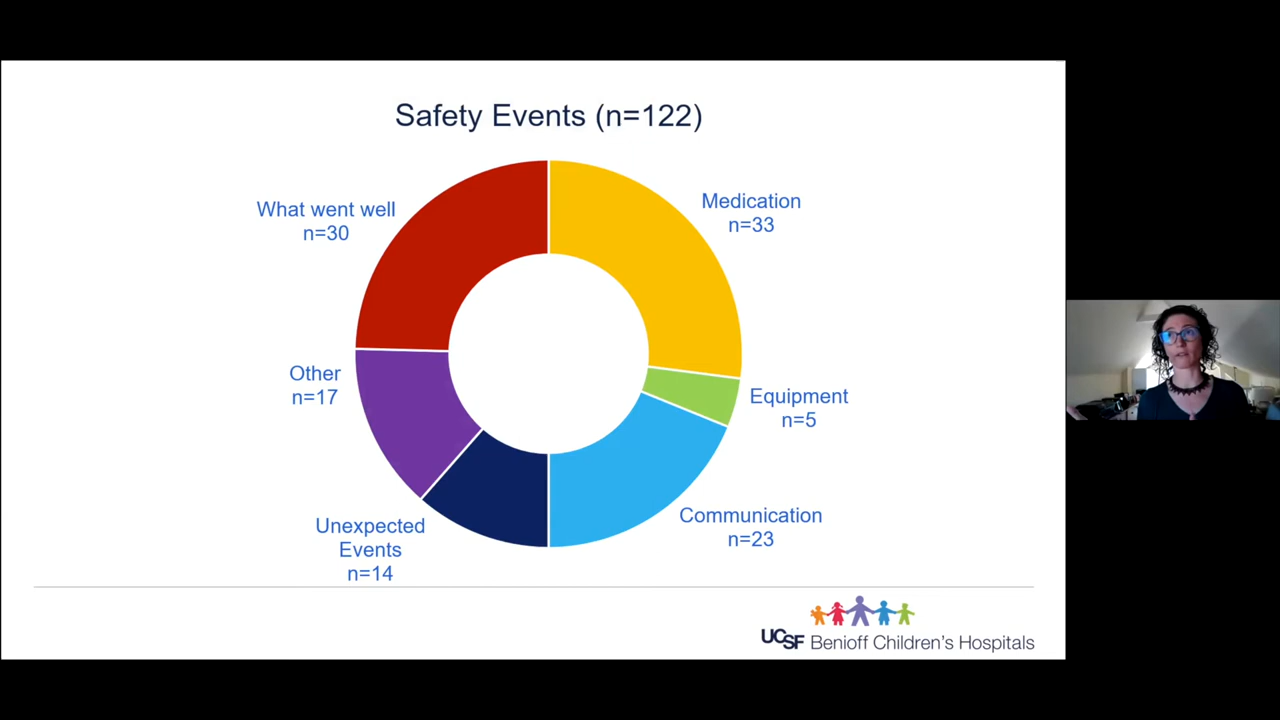 Safety Events (n=122)
What went well
n=30
Medication
n=33
Other
n=17
Equipment
n=5
Communication
n=23
Unexpected
Events
n=14
UCSF Benioff Children's Hospitals